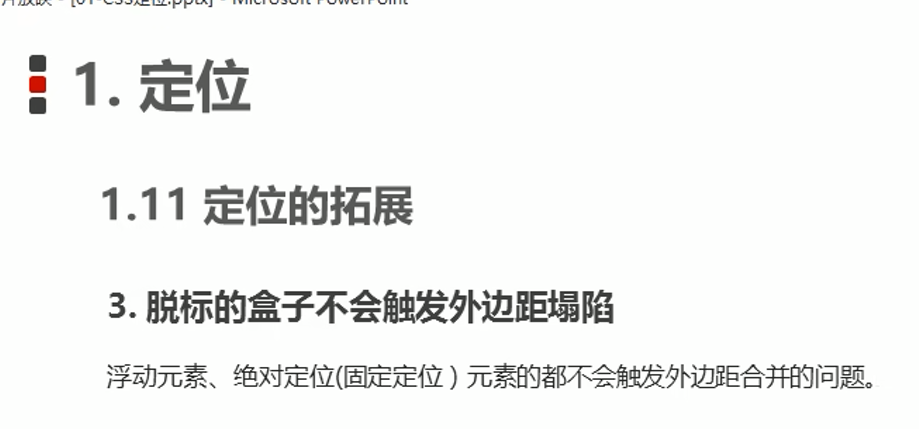 片放映 - [01-CSS定位.pptx] - Microsoft PowerPoint
1. 定位
1.11 定位的拓展
3. 脱标的盒子不会触发外边距塌陷
浮动元素、绝对定位(固定定位）元素的都不会触发外边距合并的问题。